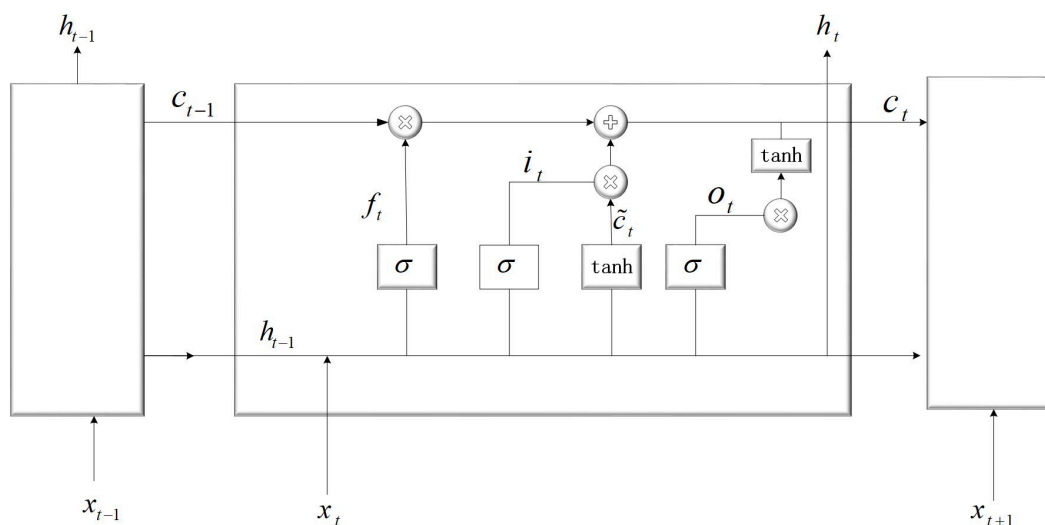 h_{t-1}
h_t
c_{t-1}
c_t
tanh
i_t
o_t
f_t
c̃_t
σ
σ
tanh
σ
h_{t-1}
x_{t-1}
x_t
x_{t+1}